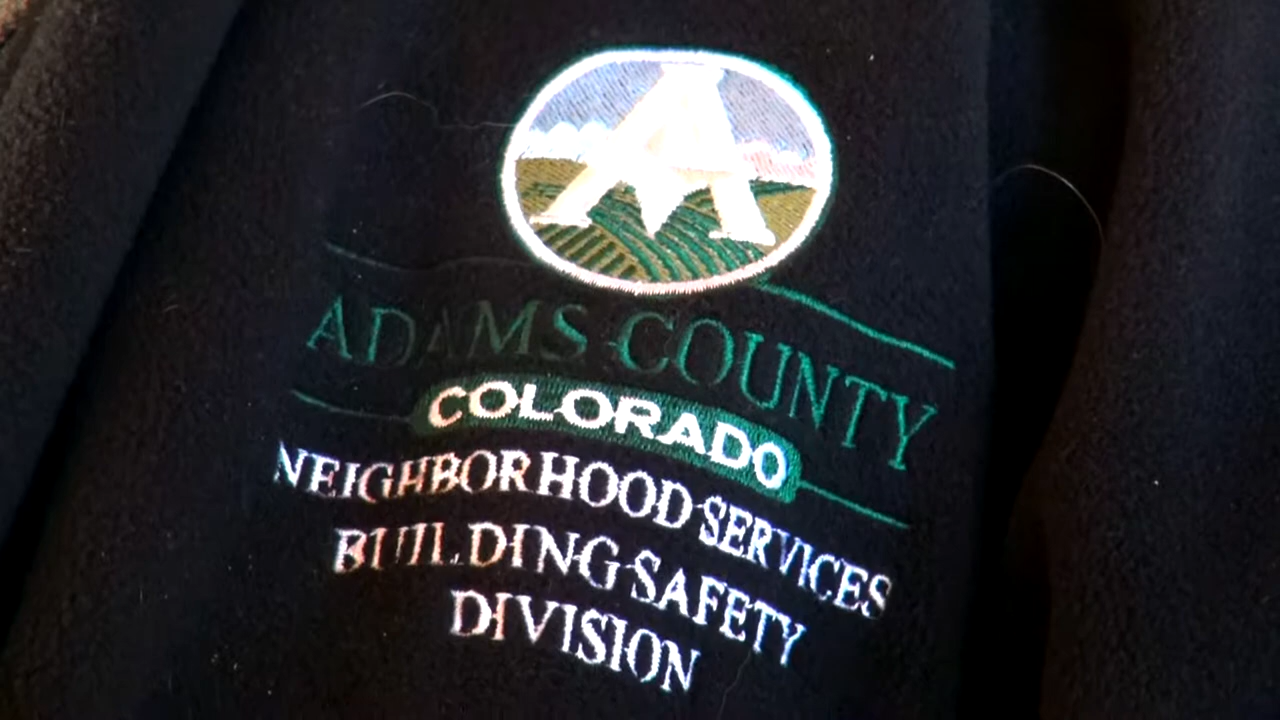 A
ADAMS COUNTY
COLORADO
NEIGHBORHOOD SERVICES
BUILDING SAFETY
DIVISION